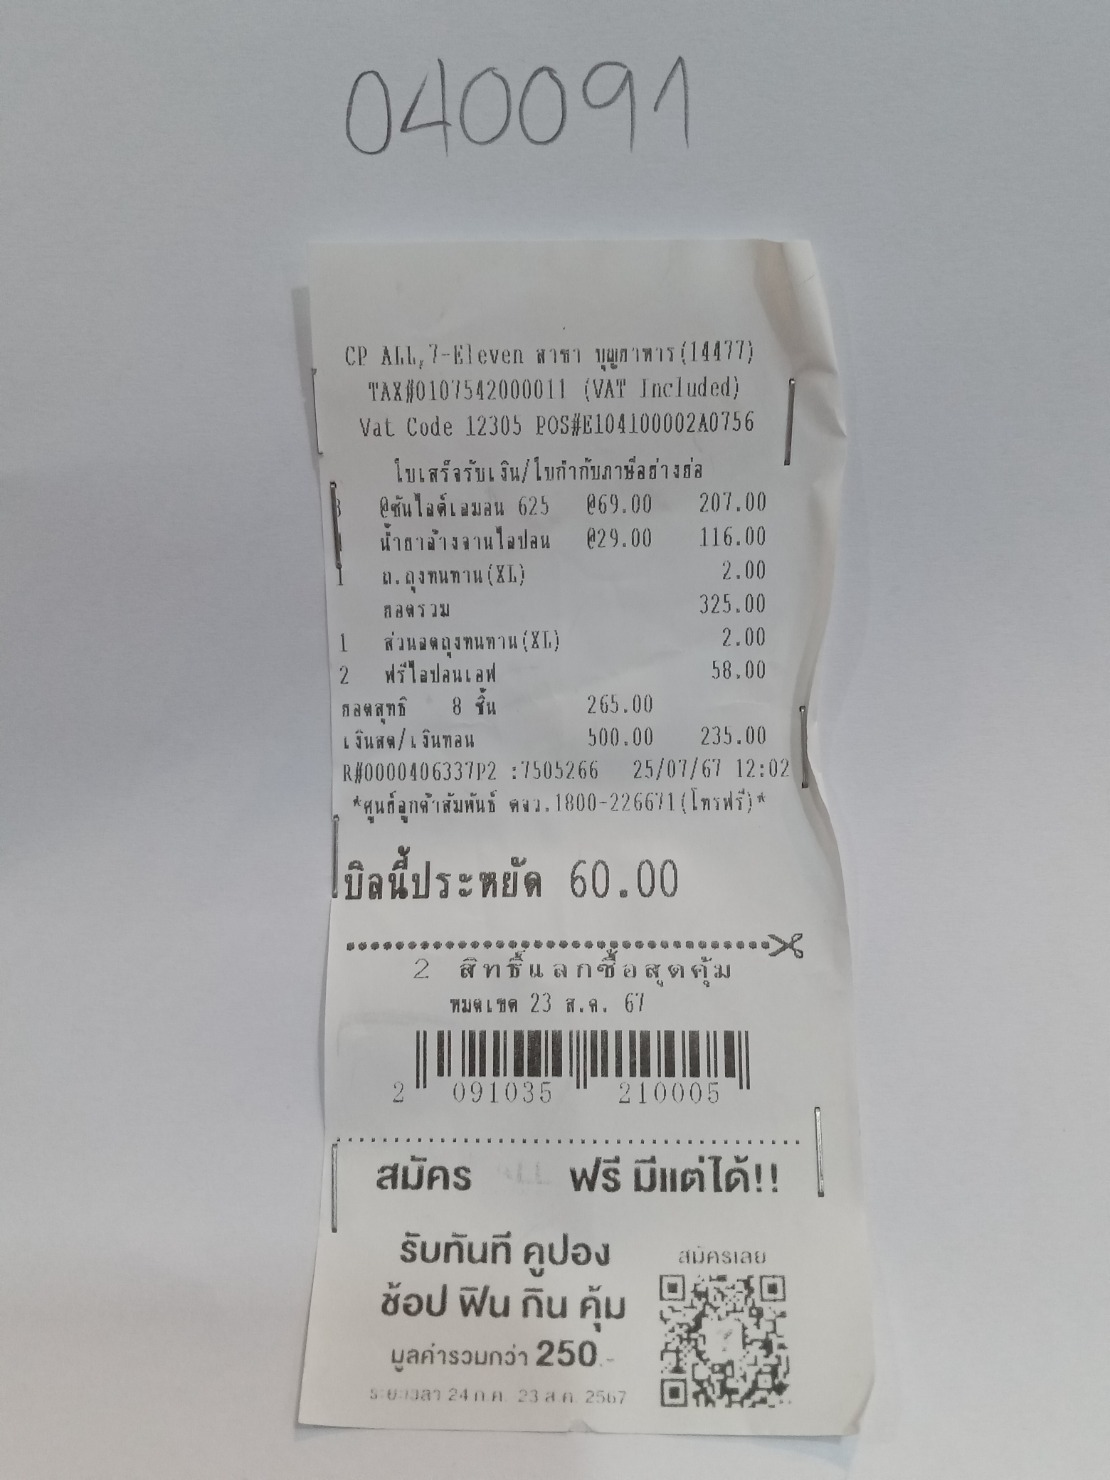 040091
CP ALL,7-Eleven สาขา บุญยาหาร(14477)
TAX#0107542000011 (VAT Included)
Vat Code 12305 POS#E104100002A0756
ใบเสร็จรับเงิน/ใบกำกับภาษีอย่างย่อ
3 @ซันไลต์เลมอน 625 @69.00 207.00
น้ำยาล้างจานไลปอน @29.00 116.00
1 ถ.ถุงทนทาน(XL) 2.00
ยอดรวม 325.00
1 ส่วนลดถุงทนทาน(XL) 2.00
2 ฟรีไลปอนเอฟ 58.00
ยอดสุทธิ 8 ชิ้น 265.00
เงินสด/เงินทอน 500.00 235.00
R#0000406337P2 :7505266 25/07/67 12:02
*ศูนย์ลูกค้าสัมพันธ์ ตจว.1800-226671(โทรฟรี)*
บิลนี้ประหยัด 60.00
2 สิทธิ์แลกซื้อสุดคุ้ม
หมดเขต 23 ส.ค. 67
2 091035 210005
สมัคร ALL ฟรี มีแต่ได้!!
รับทันที คูปอง
ช้อป ฟิน กิน คุ้ม
มูลค่ารวมกว่า 250.-
สมัครเลย
ระยะเวลา 24 ก.ค. 23 ส.ค. 2567